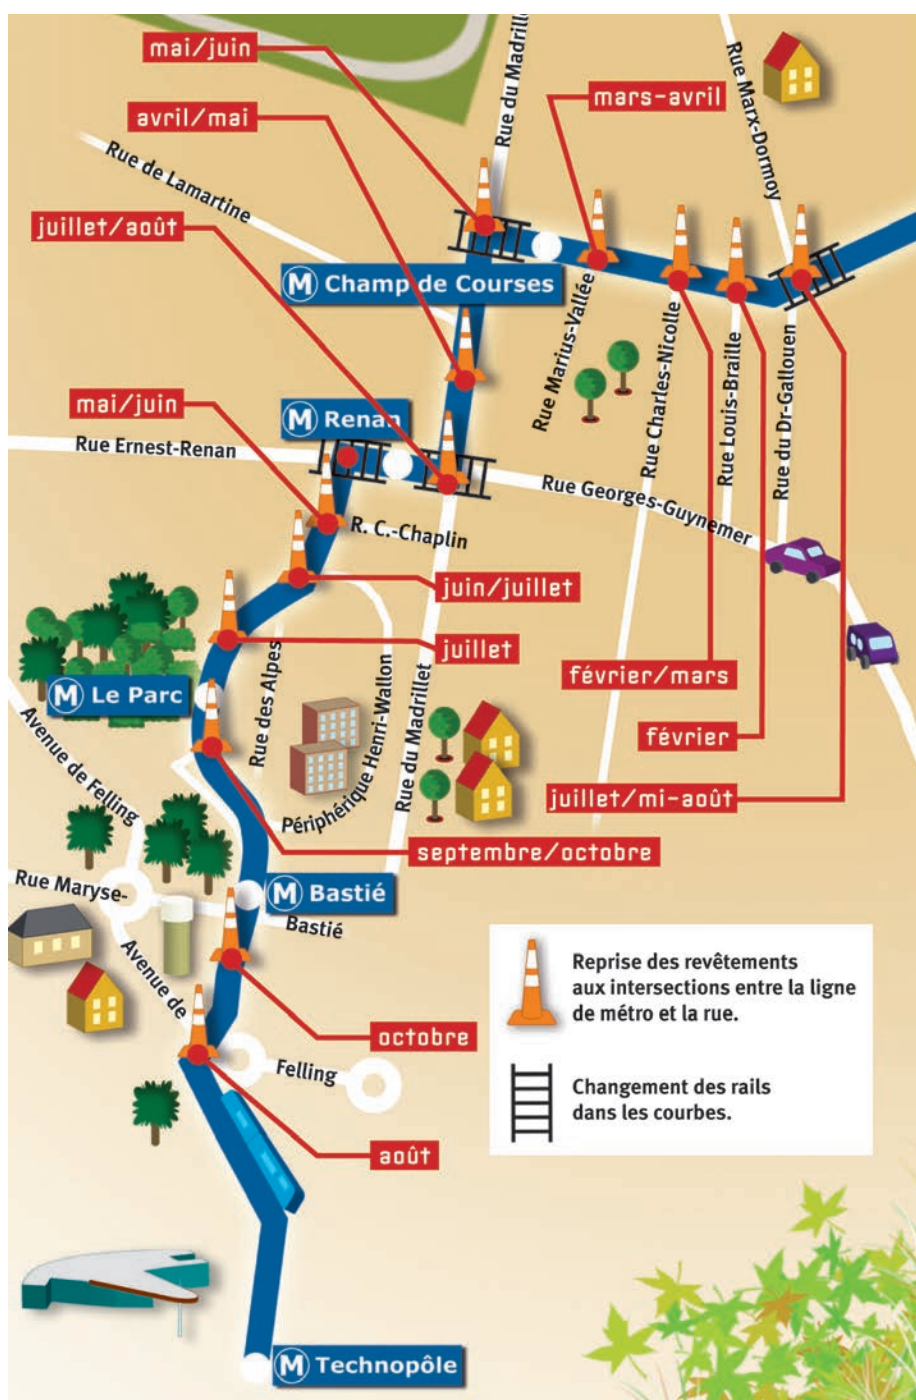 mai/juin
Rue du Madrille
Rue Marx-Dormoy
mars-avril
avril/mai
Rue de Lamartine
juillet/août
M Champ de Courses
Rue Marius-Vallée
Rue Charles-Nicolle
Rue Louis-Braille
Rue du Dr-Gallouen
mai/juin
M Renan
Rue Ernest-Renan
Rue Georges-Guynemer
R. C.-Chaplin
juin/juillet
juillet
Rue des Alpes
Périphérique Henri-Wallon
Rue du Madrillet
février/mars
M Le Parc
Avenue de Felling
février
juillet/mi-août
septembre/octobre
Rue Maryse-
M Bastié
Bastié
Avenue de
Felling
octobre
août
Reprise des revêtements
aux intersections entre la ligne
de métro et la rue.
Changement des rails
dans les courbes.
M Technopôle